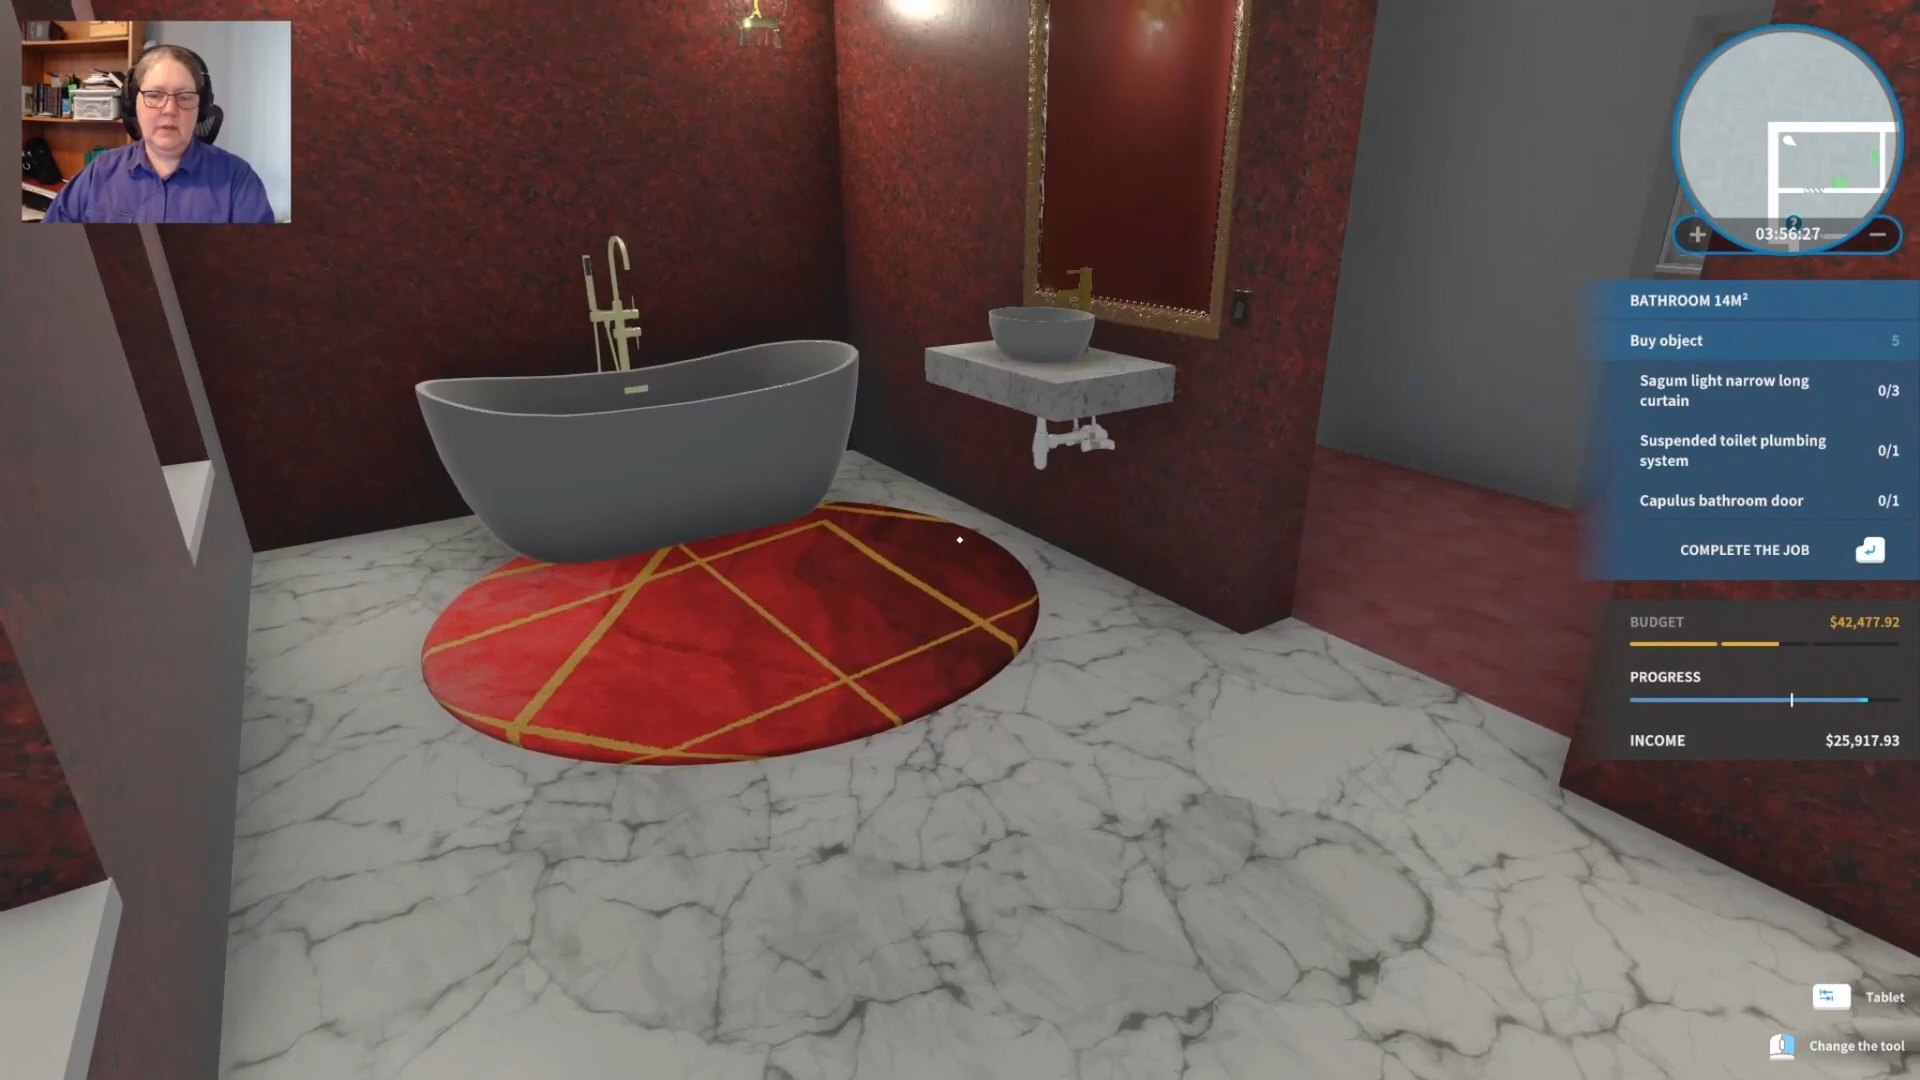 ?
+ 03:56:27 −
BATHROOM 14M²
Buy object 5
Sagum light narrow long
curtain 0/3
Suspended toilet plumbing
system 0/1
Capulus bathroom door 0/1
COMPLETE THE JOB
BUDGET $42,477.92
PROGRESS
INCOME $25,917.93
Tablet
Change the tool